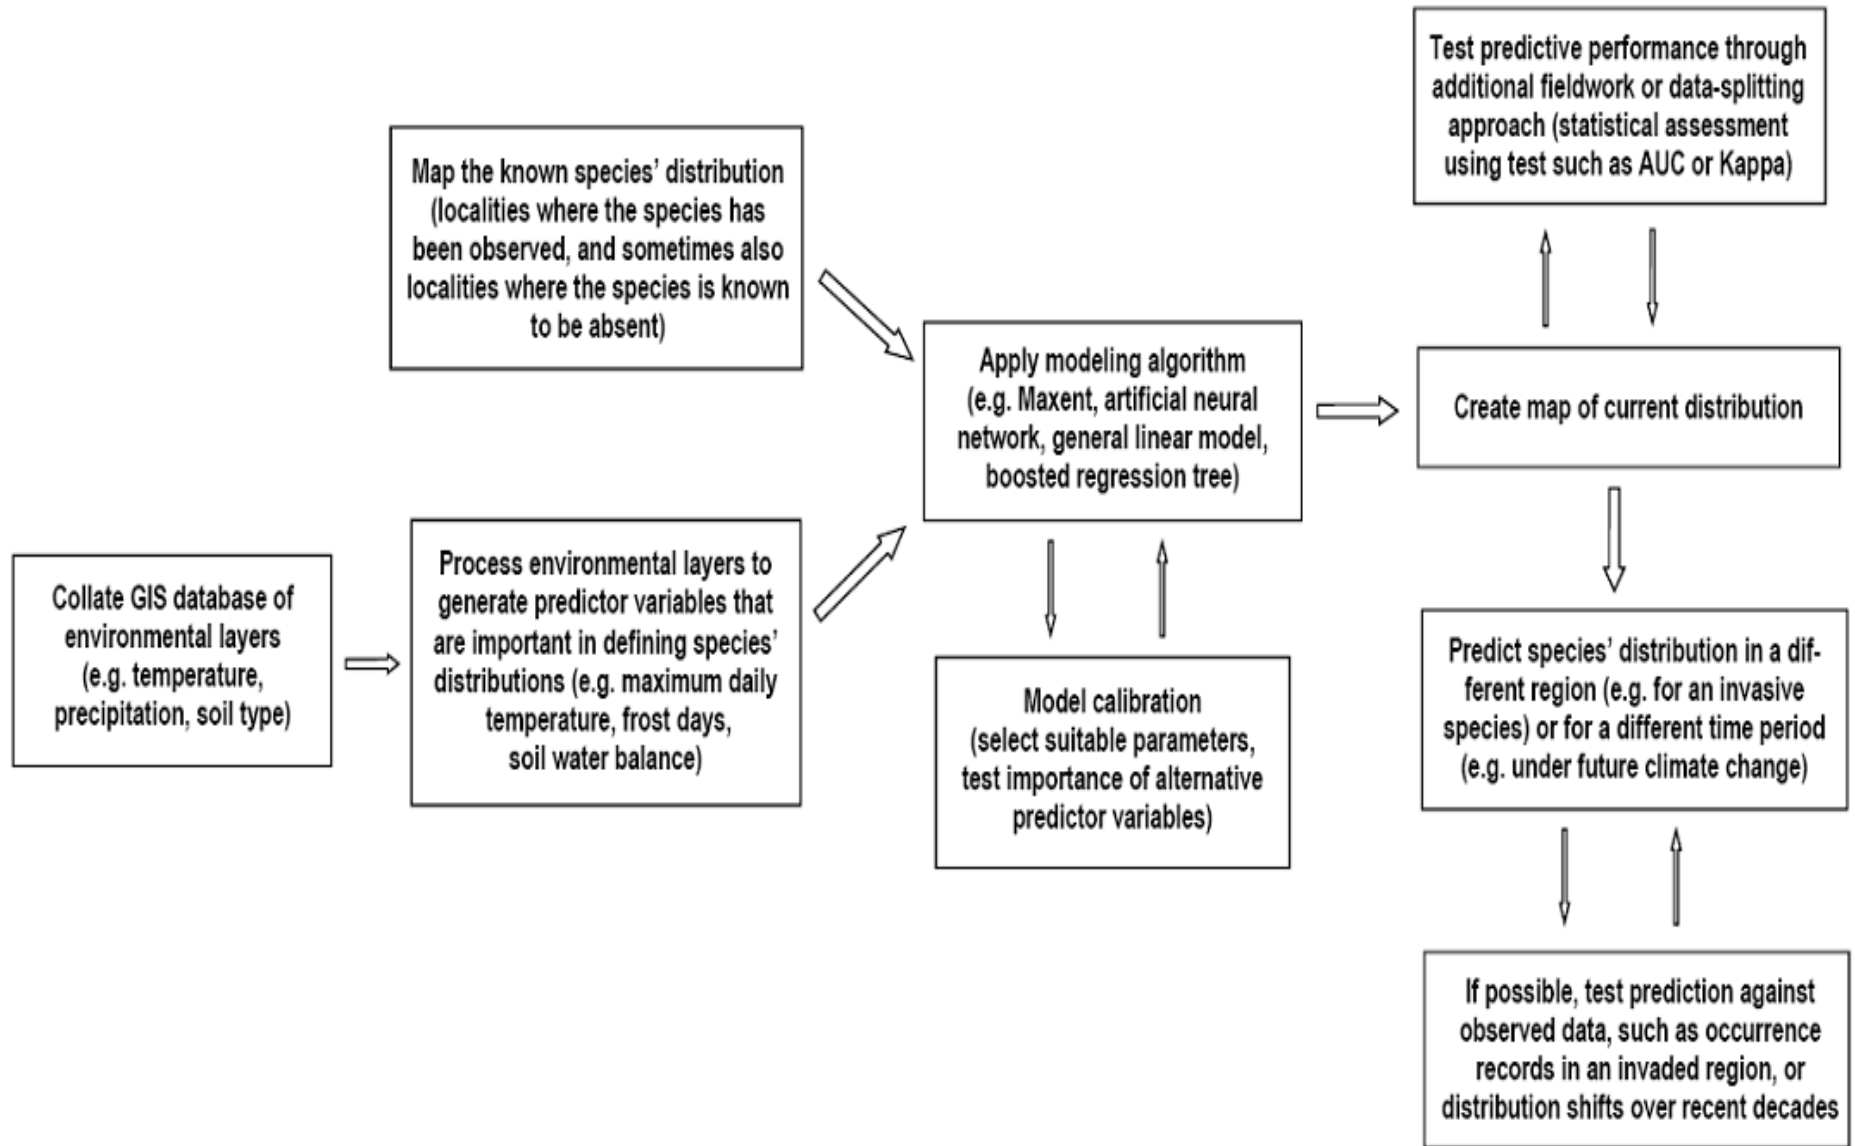 Collate GIS database of
environmental layers
(e.g. temperature,
precipitation, soil type)
Map the known species’ distribution
(localities where the species has
been observed, and sometimes also
localities where the species is known
to be absent)
Process environmental layers to
generate predictor variables that
are important in defining species’
distributions (e.g. maximum daily
temperature, frost days,
soil water balance)
Apply modeling algorithm
(e.g. Maxent, artificial neural
network, general linear model,
boosted regression tree)
Model calibration
(select suitable parameters,
test importance of alternative
predictor variables)
Test predictive performance through
additional fieldwork or data-splitting
approach (statistical assessment
using test such as AUC or Kappa)
Create map of current distribution
Predict species’ distribution in a dif-
ferent region (e.g. for an invasive
species) or for a different time period
(e.g. under future climate change)
If possible, test prediction against
observed data, such as occurrence
records in an invaded region, or
distribution shifts over recent decades